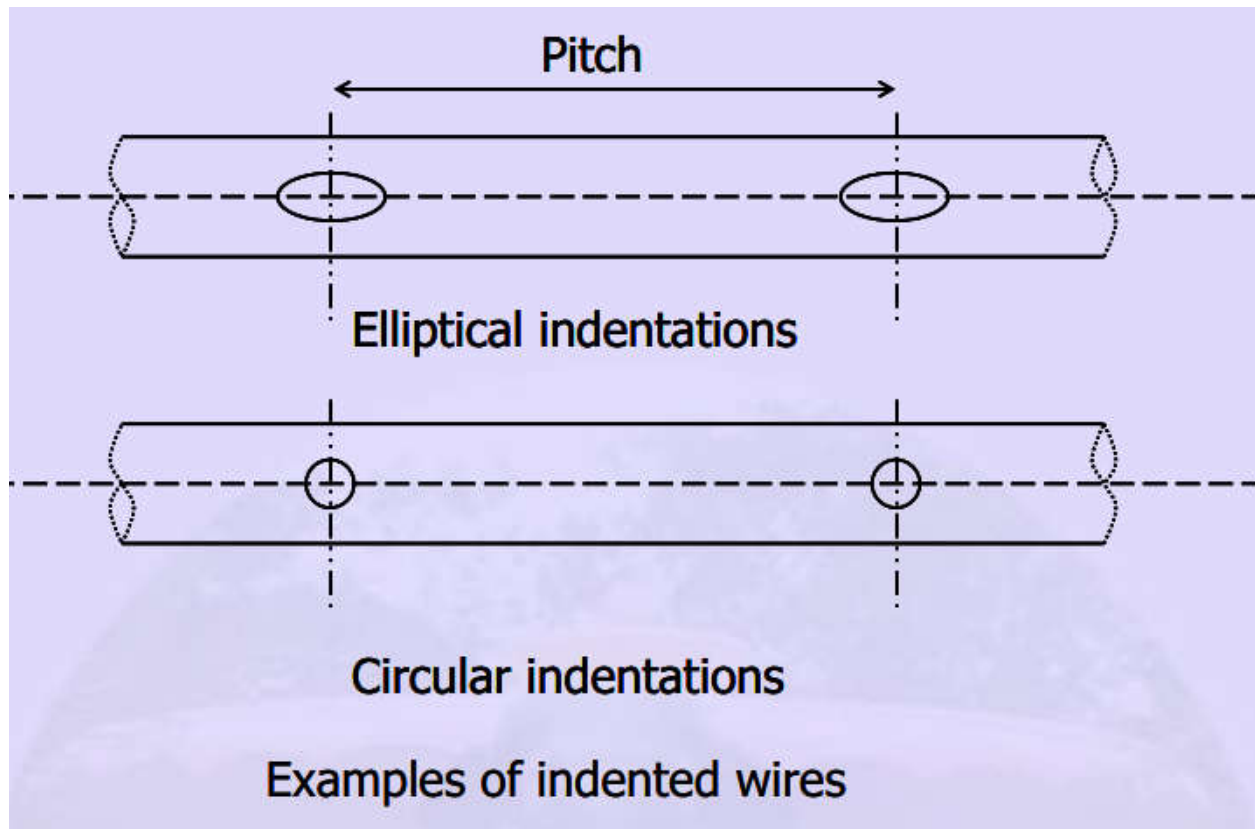 Pitch
Elliptical indentations
Circular indentations
Examples of indented wires